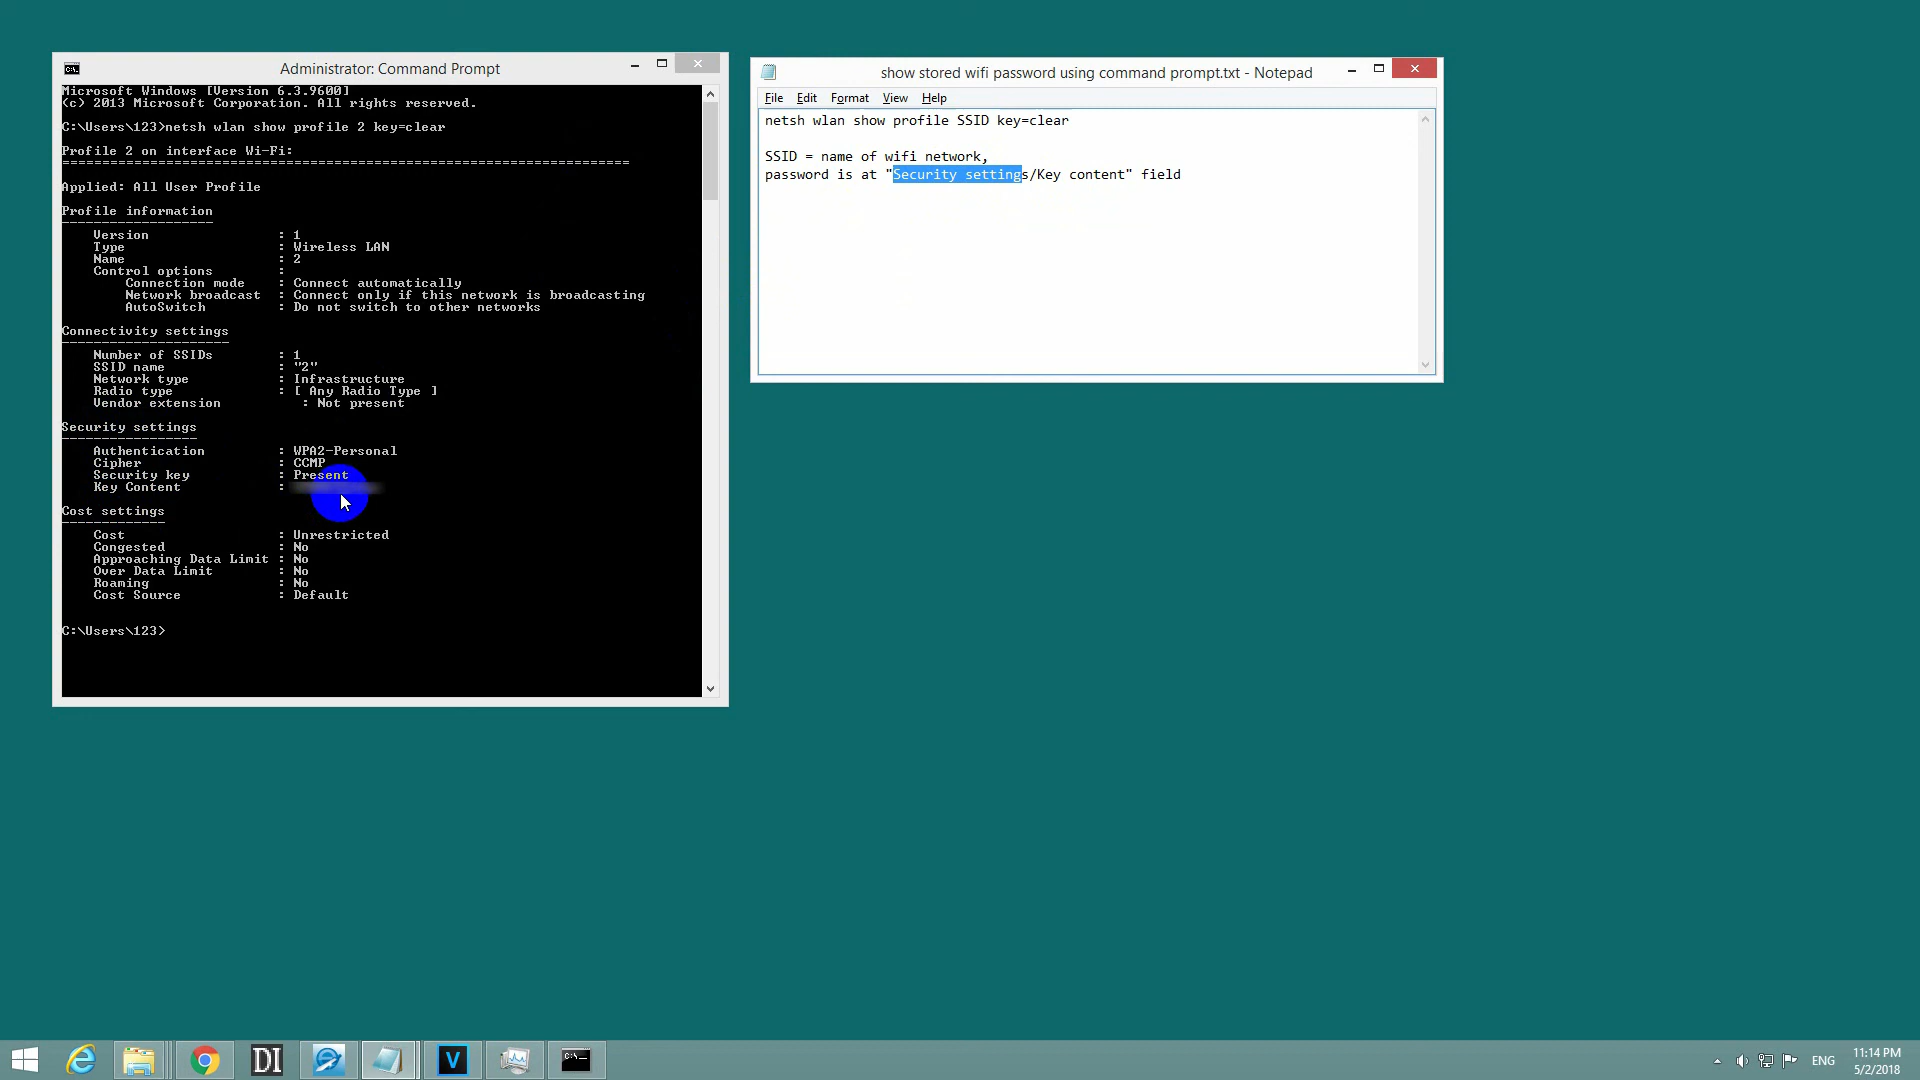 Administrator: Command Prompt
Microsoft Windows [Version 6.3.9600]
(c) 2013 Microsoft Corporation. All rights reserved.
C:\Users\123>netsh wlan show profile 2 key=clear
Profile 2 on interface Wi-Fi:
=======================================================================
Applied: All User Profile
Profile information
-------------------
Version : 1
Type : Wireless LAN
Name : 2
Control options :
Connection mode : Connect automatically
Network broadcast : Connect only if this network is broadcasting
AutoSwitch : Do not switch to other networks
Connectivity settings
---------------------
Number of SSIDs : 1
SSID name : "2"
Network type : Infrastructure
Radio type : [ Any Radio Type ]
Vendor extension : Not present
Security settings
-----------------
Authentication : WPA2-Personal
Cipher : CCMP
Security key : Present
Key Content :
Cost settings
-------------
Cost : Unrestricted
Congested : No
Approaching Data Limit : No
Over Data Limit : No
Roaming : No
Cost Source : Default
C:\Users\123>
show stored wifi password using command prompt.txt - Notepad
File Edit Format View Help
netsh wlan show profile SSID key=clear
SSID = name of wifi network,
password is at "Security settings/Key content" field
DI
V
C:\
ENG
11:14 PM
5/2/2018